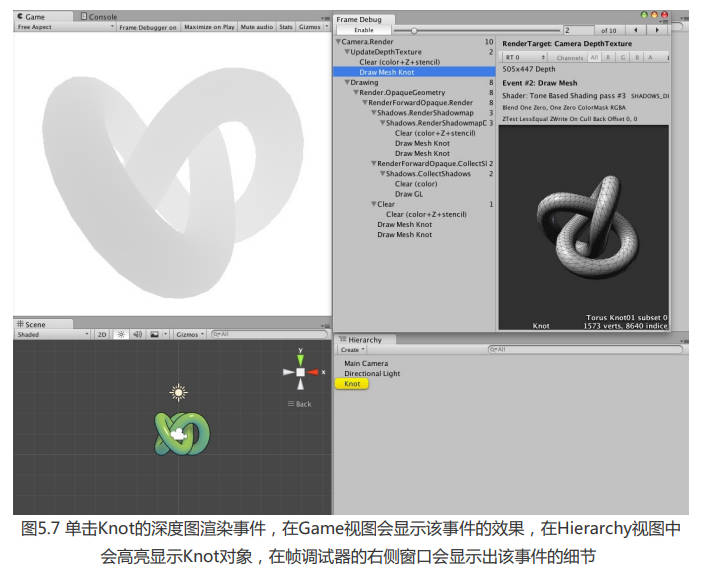 Game
Console
Free Aspect
Frame Debugger on
Maximize on Play
Mute audio
Stats
Gizmos
Frame Debug
Enable
2
of 10
Camera.Render 10
UpdateDepthTexture 2
Clear (color+Z+stencil)
Draw Mesh Knot
Drawing 8
Render.OpaqueGeometry 8
RenderForwardOpaque.Render 8
Shadows.RenderShadowmap 3
Shadows.RenderShadowmapC 3
Clear (color+Z+stencil)
Draw Mesh Knot
Draw Mesh Knot
RenderForwardOpaque.CollectSl 2
Shadows.CollectShadows 2
Clear (color)
Draw GL
Clear 1
Clear (color+Z+stencil)
Draw Mesh Knot
Draw Mesh Knot
RenderTarget: Camera DepthTexture
RT 0
Channels All R G B A
505x447 Depth
Event #2: Draw Mesh
Shader: Tone Based Shading pass #3 SHADOWS_DI
Blend One Zero, One Zero ColorMask RGBA
ZTest LessEqual ZWrite On Cull Back Offset 0, 0
Torus Knot01 subset 0
Knot 1573 verts, 8640 indice
Scene
Shaded
2D
Gizmos
All
y
x
Back
Hierarchy
Create
All
Main Camera
Directional Light
Knot
图5.7 单击Knot的深度图渲染事件，在Game视图会显示该事件的效果，在Hierarchy视图中
会高亮显示Knot对象，在帧调试器的右侧窗口会显示出该事件的细节